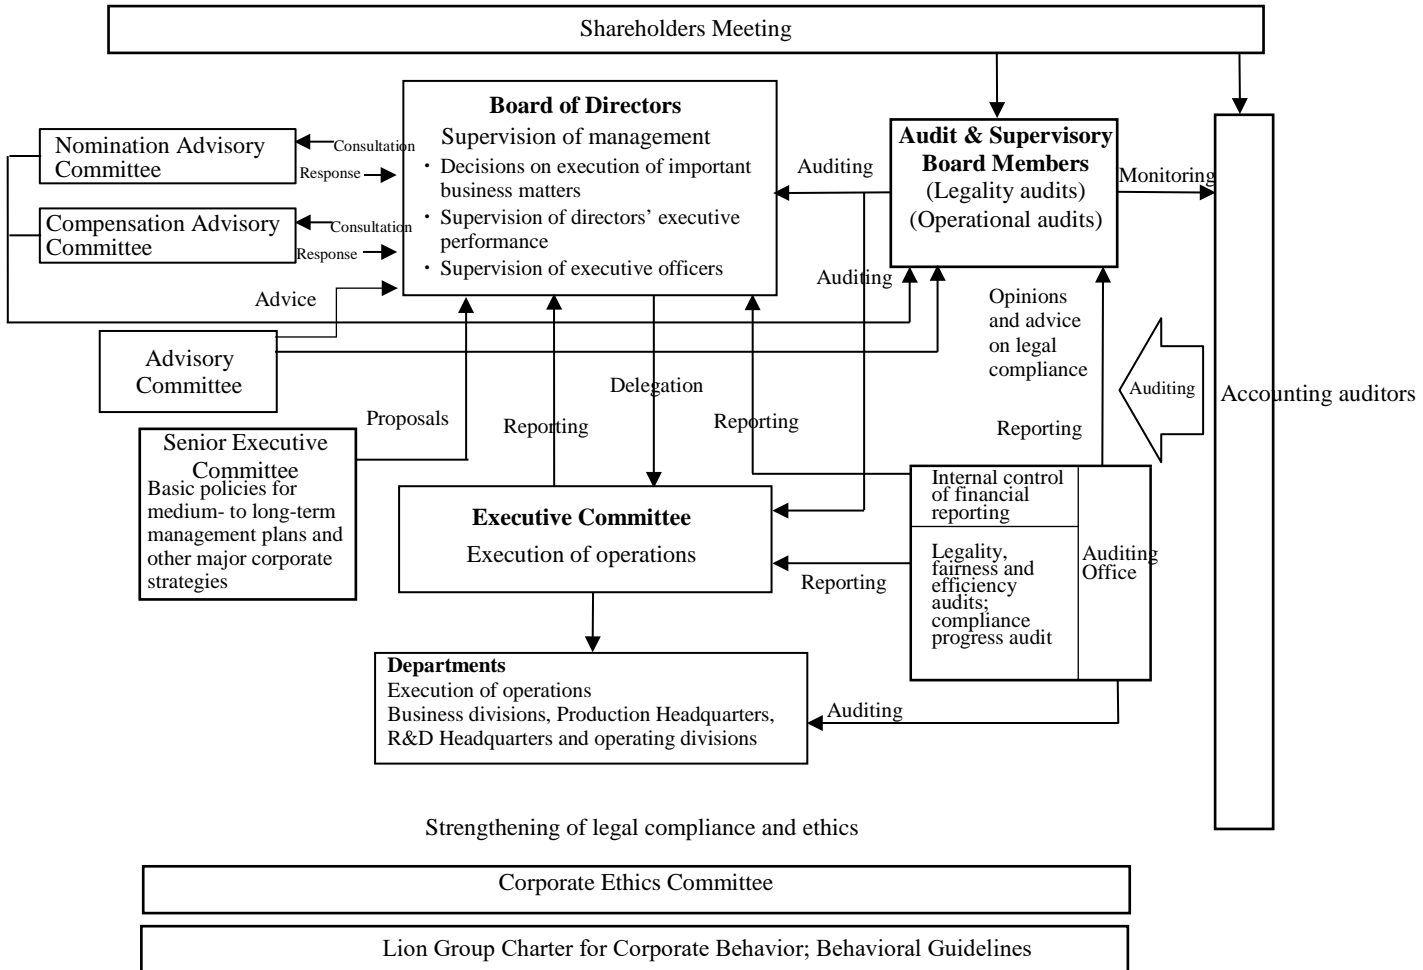 Shareholders Meeting
Board of Directors
Supervision of management
・Decisions on execution of important
business matters
・Supervision of directors’ executive
performance
・Supervision of executive officers
Nomination Advisory
Committee
Consultation
Response
Compensation Advisory
Committee
Consultation
Response
Audit & Supervisory
Board Members
(Legality audits)
(Operational audits)
Auditing
Monitoring
Auditing
Advice
Advisory
Committee
Opinions
and advice
on legal
compliance
Delegation
Proposals
Reporting
Reporting
Reporting
Auditing
Accounting auditors
Senior Executive
Committee
Basic policies for
medium- to long-term
management plans and
other major corporate
strategies
Executive Committee
Execution of operations
Internal control
of financial
reporting
Legality,
fairness and
efficiency
audits;
compliance
progress audit
Auditing
Office
Reporting
Departments
Execution of operations
Business divisions, Production Headquarters,
R&D Headquarters and operating divisions
Auditing
Strengthening of legal compliance and ethics
Corporate Ethics Committee
Lion Group Charter for Corporate Behavior; Behavioral Guidelines